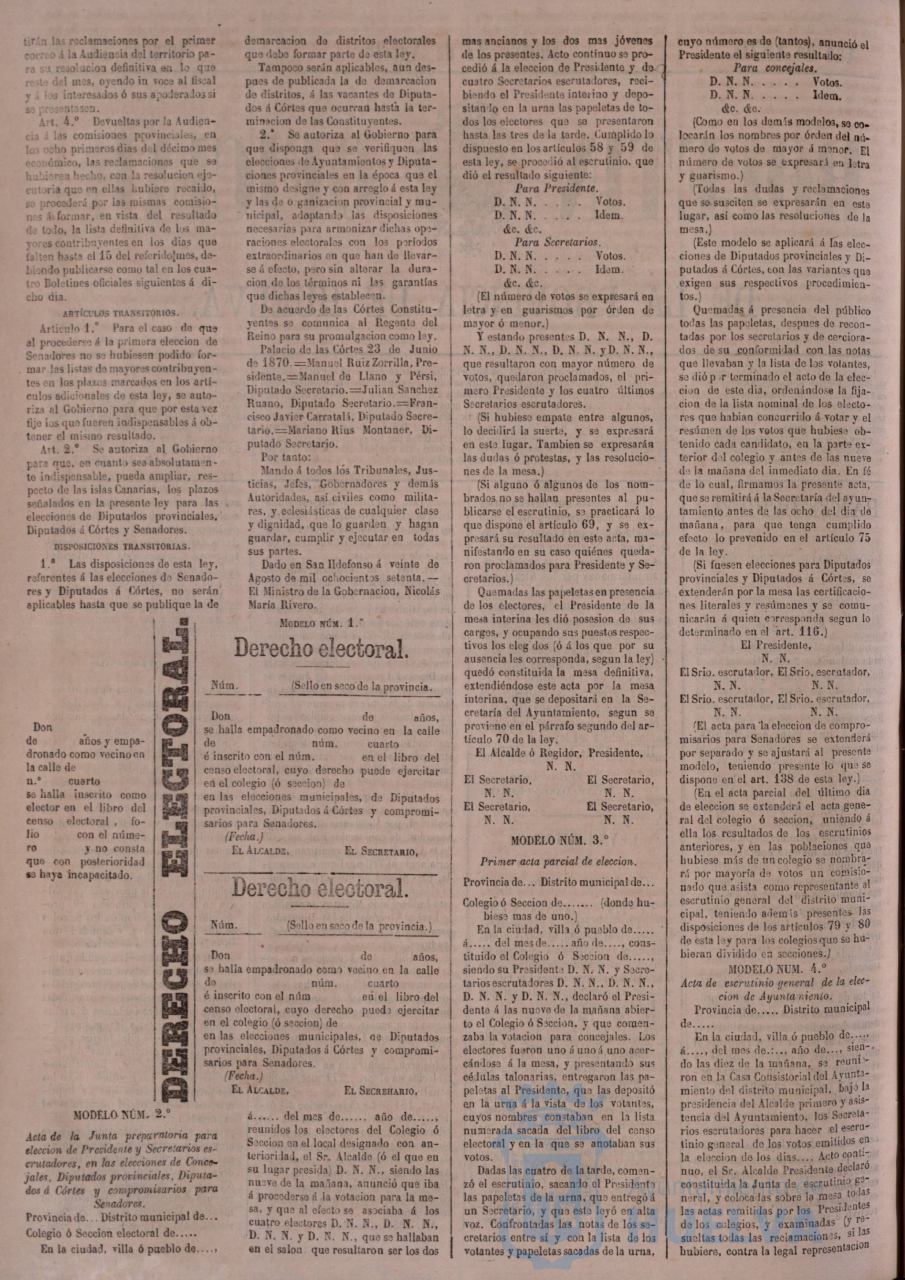 tirán las reclamaciones por el primer
correo á la Audiencia del territorio pa-
ra su resolucion definitiva en lo que
reste del mes, oyendo in voce al fiscal
y á los interesados ó sus apoderados si
se presentasen.
Art. 4.º Devueltas por la Audien-
cia á las comisiones provinciales, en
los ocho primeros dias del décimo mes
económico, las reclamaciones que se
hubieren hecho, con la resolucion eje-
cutoria que en ellas hubiere recaido,
se procederá por las mismas comisio-
nes á formar, en vista del resultado
de todo, la lista definitiva de los ma-
yores contribuyentes en los dias que
falten hasta el 15 del referido mes, de-
biendo publicarse como tal en los cua-
tro Boletines oficiales siguientes á di-
cho dia.
ARTÍCULOS TRANSITORIOS.
Artículo 1.º Para el caso de que
al procederse á la primera eleccion de
Senadores no se hubiesen podido for-
mar las listas de mayores contribuyen-
tes en los plazos marcados en los artí-
culos adicionales de esta ley, se auto-
riza al Gobierno para que por esta vez
fije los que fueren indispensables á ob-
tener el mismo resultado.
Art. 2.º Se autoriza al Gobierno
para que, en cuanto sea absolutamen-
te indispensable, pueda ampliar, res-
pecto de las islas Canarias, los plazos
señalados en la presente ley para las
elecciones de Diputados provinciales,
Diputados á Córtes y Senadores.
DISPOSICIONES TRANSITORIAS.
1.ª Las disposiciones de esta ley,
referentes á las elecciones de Senado-
res y Diputados á Córtes, no serán
aplicables hasta que se publique la de
demarcacion de distritos electorales
que debe formar parte de esta ley.
Tampoco serán aplicables, aun des-
pues de publicada la de demarcacion
de distritos, á las vacantes de Diputa-
dos á Córtes que ocurran hasta la ter-
minacion de las Constituyentes.
2.ª Se autoriza al Gobierno para
que disponga que se verifiquen las
elecciones de Ayuntamientos y Diputa-
ciones provinciales en la época que el
mismo designe y con arreglo á esta ley
y las de o ganizacion provincial y mu-
nicipal, adoptando las disposiciones
necesarias para armonizar dichas ope-
raciones electorales con los períodos
extraordinarios en que han de llevar-
se á efecto, pero sin alterar la dura-
cion de los términos ni las garantías
que dichas leyes establecen.
De acuerdo de las Córtes Constitu-
yentes se comunica al Regente del
Reino para su promulgacion como ley.
Palacio de las Córtes 23 de Junio
de 1870.=Manuel Ruiz Zorrilla, Pre-
sidente.=Manuel de Llano y Pérsi,
Diputado Secretario.=Julian Sanchez
Ruano, Diputado Secretario.=Fran-
cisco Javier Carratalá, Diputado Secre-
tario.=Mariano Rius Montaner, Di-
putado Secretario.
Por tanto:
Mando á todos los Tribunales, Jus-
ticias, Jefes, Gobernadores y demás
Autoridades, así civiles como milita-
res, y eclesiásticas de cualquier clase
y dignidad, que lo guarden y hagan
guardar, cumplir y ejecutar en todas
sus partes.
Dado en San Ildefonso á veinte de
Agosto de mil ochocientos setenta.—
El Ministro de la Gobernacion, Nicolás
María Rivero.
Don
de años y empa-
dronado como vecino en
la calle de
n.º cuarto
se halla inscrito como
elector en el libro del
censo electoral , fo-
lio con el núme-
ro y no consta
que con posterioridad
se haya incapacitado.
DERECHO ELECTORAL.
MODELO NÚM. 1.º
Derecho electoral.
Núm. (Sello en seco de la provincia.
Don de años,
se halla empadronado como vecino en la calle
de núm. cuarto
é inscrito con el núm. en el libro del
censo electoral, cuyo derecho puede ejercitar
en el colegio (ó seccion) de
en las elecciones municipales, de Diputados
provinciales, Diputados á Córtes y compromi-
sarios para Senadores.
(Fecha.)
EL ALCALDE, EL SECRETARIO,
Derecho electoral.
Núm. (Sello en seco de la provincia.)
Don de años,
se halla empadronado como vecino en la calle
de núm. cuarto
é inscrito con el núm en el libro del
censo electoral, cuyo derecho puede ejercitar
en el colegio (ó seccion) de
en las elecciones municipales, de Diputados
provinciales, Diputados á Córtes y compromi-
sarios para Senadores.
(Fecha.)
EL ALCALDE, EL SECRETARIO,
MODELO NÚM. 2.º
Acta de la Junta preparatoria para
eleccion de Presidente y Secretarios es-
crutadores, en las elecciones de Conce-
jales, Diputados provinciales, Diputa-
dos á Córtes y compromisarios para
Senadores.
Provincia de... Distrito municipal de...
Colegio ó Seccion de.....
En la ciudad, villa ó pueblo de....,
á..... del mes de...... año de.....,
reunidos los electores del Colegio ó
Seccion en el local designado con an-
terioridad, el Sr. Alcalde (ó el que en
su lugar presida) D. N. N., siendo las
nueve de la mañana, anunció que iba
á procederse á la votacion para la me-
sa, y que al efecto se asociaba á los
cuatro electores D. N. N., D. N. N.,
D. N. N. y D. N. N., que se hallaban
en el salon que resultaron ser los dos
mas ancianos y los dos mas jóvenes
de los presentes. Acto continuo se pro-
cedió á la eleccion de Presidente y de
cuatro Secretarios escrutadores, reci-
biendo el Presidente interino y depo-
sitando en la urna las papeletas de to-
dos los electores que se presentaron
hasta las tres de la tarde. Cumplido lo
dispuesto en los artículos 58 y 59 de
esta ley, se procedió al escrutinio, que
dió el resultado siguiente:
Para Presidente.
D. N. N. . . . . . Votos.
D. N. N. . . . . . Idem.
&c. &c.
Para Secretarios.
D. N. N. . . . . . Votos.
D. N. N. . . . . . Idem.
&c. &c.
(El número de votos se expresará en
letra y en guarismos por órden de
mayor ó menor.)
Y estando presentes D. N. N., D.
N. N., D. N. N., D. N. N. y D. N. N.,
que resultaron con mayor número de
votos, quedaron proclamados, el pri-
mero Presidente y los cuatro últimos
Secretarios escrutadores.
(Si hubiese empate entre algunos,
lo decidirá la suerte, y se expresará
en este lugar. Tambien se expresarán
las dudas ó protestas, y las resolucio-
nes de la mesa.)
(Si alguno ó algunos de los nom-
brados no se hallan presentes al pu-
blicarse el escrutinio, se practicará lo
que dispone el artículo 69, y se ex-
presará su resultado en este acta, ma-
nifestando en su caso quiénes queda-
ron proclamados para Presidente y Se-
cretarios.)
Quemadas las papeletas en presencia
de los electores, el Presidente de la
mesa interina les dió posesion de sus
cargos, y ocupando sus puestos respec-
tivos los eleg dos (ó á los que por su
ausencia les corresponda, segun la ley)
quedó constituida la mesa definitiva,
extendiéndose este acta por la mesa
interina, que se depositará en la Se-
cretaría del Ayuntamiento, segun se
previene en el párrafo segundo del ar-
tículo 70 de la ley.
El Alcalde ó Regidor, Presidente,
N. N.
El Secretario, El Secretario,
N. N. N. N.
El Secretario, El Secretario,
N. N. N. N.
MODELO NÚM. 3.º
Primer acta parcial de eleccion.
Provincia de... Distrito municipal de...
Colegio ó Seccion de....... (donde hu-
biese mas de uno.)
En la ciudad, villa ó pueblo de.....
á..... del mes de..... año de...., cons-
tituido el Colegio ó Seccion de.....,
siendo su Presidente D. N. N. y Secre-
tarios escrutadores D. N. N., D. N. N.,
D. N. N. y D. N. N., declaró el Presi-
dente á las nueve de la mañana abier-
to el Colegio ó Seccion, y que comen-
zaba la votacion para concejales. Los
electores fueron uno á uno á uno acer-
cándose á la mesa, y presentando sus
cédulas talonarias, entregaron las pa-
peletas al Presidente, que las depositó
en la urna á la vista de los votantes,
cuyos nombres constaban en la lista
numerada sacada del libro del censo
electoral y en la que se anotaban sus
votos.
Dadas las cuatro de la tarde, comen-
zó el escrutinio, sacando el Presidente
las papeletas de la urna, que entregó á
un Secretario, y que éste leyó en alta
voz. Confrontadas las notas de los se-
cretarios entre sí y con la lista de los
votantes y papeletas sacadas de la urna,
cuyo número es de (tantos), anunció el
Presidente el siguiente resultado:
Para concejales.
D. N. N. . . . . . Votos.
D. N. N. . . . . . Idem.
&c. &c.
(Como en los demás modelos, se co-
locarán los nombres por órden del nú-
mero de votos de mayor á menor. El
número de votos se expresará en letra
y guarismo.)
(Todas las dudas y reclamaciones
que se susciten se expresarán en este
lugar, así como las resoluciones de la
mesa.)
(Este modelo se aplicará á las elec-
ciones de Diputados provinciales y Di-
putados á Córtes, con las variantes que
exigen sus respectivos procedimien-
tos.)
Quemadas á presencia del público
todas las papeletas, despues de recon-
tadas por los secretarios y de cerciora-
dos de su conformidad con las notas
que llevaban y la lista de los votantes,
se dió por terminado el acto de la elec-
cion de este dia, ordenándose la fija-
cion de la lista nominal de los electo-
res que habian concurrido á votar y el
resúmen de los votos que hubiese ob-
tenido cada candidato, en la parte ex-
terior del colegio y antes de las nueve
de la mañana del inmediato dia. En fé
de lo cual, firmamos la presente acta,
que se remitirá á la Secretaría del ayun-
tamiento antes de las ocho del dia de
mañana, para que tenga cumplido
efecto lo prevenido en el artículo 75
de la ley.
(Si fuesen elecciones para Diputados
provinciales y Diputados á Córtes, se
extenderán por la mesa las certificacio-
nes literales y resúmenes y se comu-
nicarán á quien corresponda segun lo
determinado en el art. 116.)
El Presidente,
N. N.
El Srio. escrutador, El Srio. escrutador,
N. N. N. N.
El Srio. escrutador, El Srio. escrutador,
N. N. N. N.
(El acta para la eleccion de compro-
misarios para Senadores se extenderá
por separado y se ajustará al presente
modelo, teniendo presente lo que se
dispone en el art. 138 de esta ley.)
(En el acta parcial del último dia
de eleccion se extenderá el acta gene-
ral del colegio ó seccion, uniendo á
ella los resultados de los escrutinios
anteriores, y en las poblaciones que
hubiese más de un colegio se nombra-
rá por mayoría de votos un comisio-
nado que asista como representante al
escrutinio general del distrito muni-
cipal, teniendo además presentes las
disposiciones de los artículos 79 y 80
de esta ley para los colegios que se hu-
bieran dividido en secciones.)
MODELO NUM. 4.º
Acta de escrutinio general de la elec-
cion de Ayuntamiento.
Provincia de..... Distrito municipal
de.....
En la ciudad, villa ó pueblo de....,
á...., del mes de...., año de...., sien-
do las diez de la mañana, se reunie-
ron en la Casa Consistorial del Ayunta-
miento del distrito municipal, bajo la
presidencia del Alcalde primero y asis-
tencia del Ayuntamiento, los Secreta-
rios escrutadores para hacer el escru-
tinio general de los votos emitidos en
la eleccion de los dias.... Acto conti-
nuo, el Sr. Alcalde Presidente declaró
constituida la Junta de escrutinio ge-
neral, y colocadas sobre la mesa todas
las actas remitidas por los Presidentes
de los colegios, y examinadas (y re-
sueltas todas las reclamaciones, si las
hubiere, contra la legal representacion